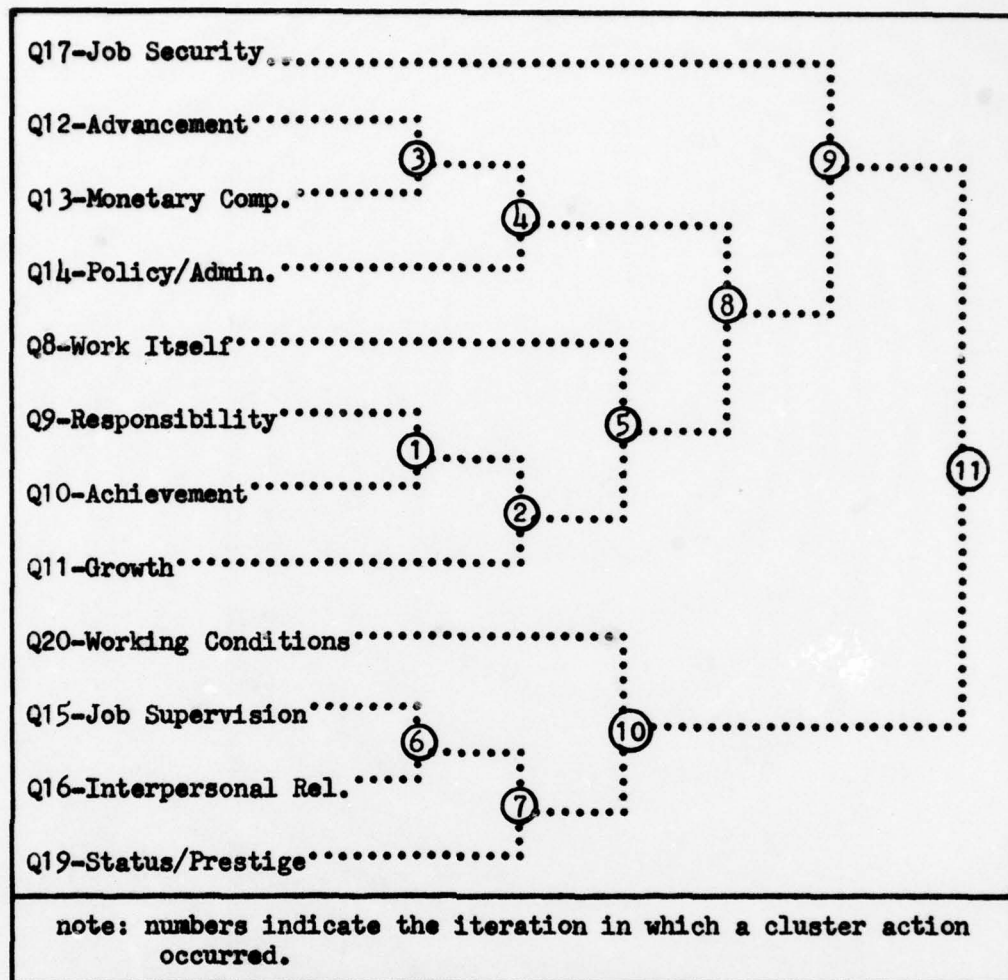 Q17-Job Security
Q12-Advancement
3
9
Q13-Monetary Comp.
4
Q14-Policy/Admin.
8
Q8-Work Itself
Q9-Responsibility
5
1
11
Q10-Achievement
2
Q11-Growth
Q20-Working Conditions
Q15-Job Supervision
10
6
Q16-Interpersonal Rel.
7
Q19-Status/Prestige
note: numbers indicate the iteration in which a cluster action
occurred.